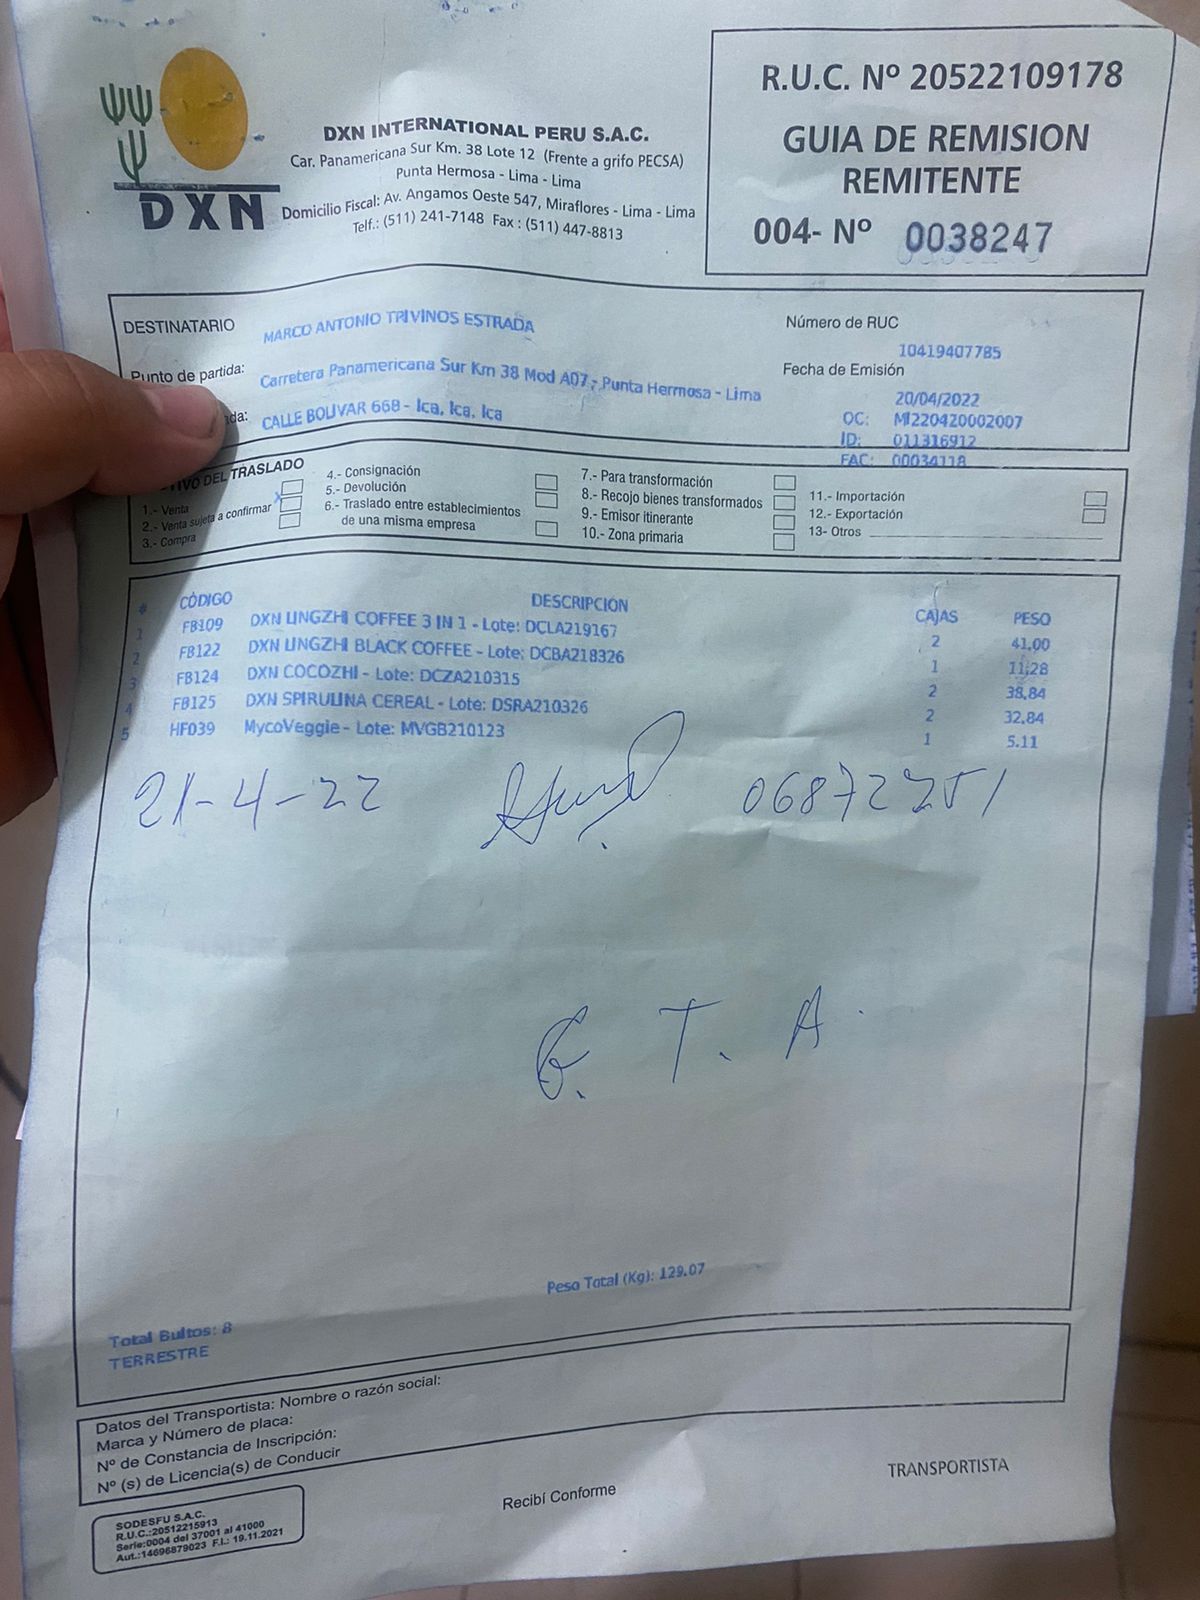 DXN
DXN INTERNATIONAL PERU S.A.C.
Car. Panamericana Sur Km. 38 Lote 12 (Frente a grifo PECSA)
Punta Hermosa - Lima - Lima
Domicilio Fiscal: Av. Angamos Oeste 547, Miraflores - Lima - Lima
Telf.: (511) 241-7148 Fax : (511) 447-8813
R.U.C. Nº 20522109178
GUIA DE REMISION
REMITENTE
004- Nº 0038247
DESTINATARIO MARCO ANTONIO TRIVINOS ESTRADA
Punto de partida: Carretera Panamericana Sur Km 38 Mod A07,- Punta Hermosa - Lima
ada: CALLE BOLIVAR 668 - Ica, Ica, Ica
Número de RUC
10419407785
Fecha de Emisión
20/04/2022
OC: MI220420002007
ID: 011316912
FAC: 00034118
TIVO DEL TRASLADO
1.- Venta
2.- Venta sujeta a confirmar
3.- Compra
4.- Consignación
5.- Devolución
6.- Traslado entre establecimientos
de una misma empresa
7.- Para transformación
8.- Recojo bienes transformados
9.- Emisor itinerante
10.- Zona primaria
11.- Importación
12.- Exportación
13- Otros
# CÓDIGO DESCRIPCIÓN CAJAS PESO
1 FB109 DXN LINGZHI COFFEE 3 IN 1 - Lote: DCLA219167 2 41,00
2 FB122 DXN LINGZHI BLACK COFFEE - Lote: DCBA218326 1 11,28
3 FB124 DXN COCOZHI - Lote: DCZA210315 2 38,84
4 FB125 DXN SPIRULINA CEREAL - Lote: DSRA210326 2 32,84
5 HF039 MycoVeggie - Lote: MVGB210123 1 5.11
21-4-22 06872251
T. A.
Peso Total (Kg): 129.07
Total Bultos: 8
TERRESTRE
Datos del Transportista: Nombre o razón social:
Marca y Número de placa:
Nº de Constancia de Inscripción:
Nº (s) de Licencia(s) de Conducir
SODESFU S.A.C.
R.U.C.:20512215913
Serie:0004 del 37001 al 41000
Aut.:14696879023 F.I.: 19.11.2021
Recibí Conforme
TRANSPORTISTA